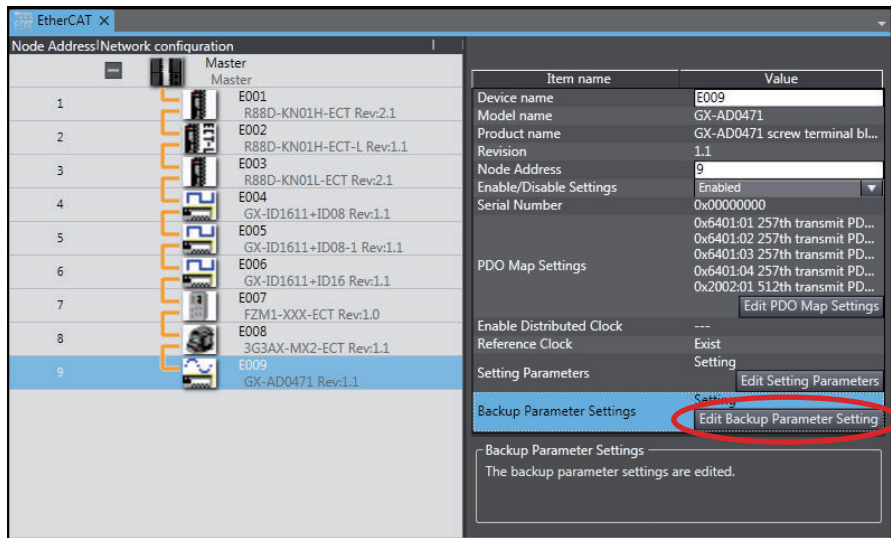 EtherCAT ×
Node Address Network configuration
Master
Master
1
E001
R88D-KN01H-ECT Rev:2.1
2
E002
R88D-KN01H-ECT-L Rev:1.1
3
E003
R88D-KN01L-ECT Rev:2.1
4
E004
GX-ID1611+ID08 Rev:1.1
5
E005
GX-ID1611+ID08-1 Rev:1.1
6
E006
GX-ID1611+ID16 Rev:1.1
7
E007
FZM1-XXX-ECT Rev:1.0
8
E008
3G3AX-MX2-ECT Rev:1.1
9
E009
GX-AD0471 Rev:1.1
ECT-L
Item name Value
Device name E009
Model name GX-AD0471
Product name GX-AD0471 screw terminal bl...
Revision 1.1
Node Address 9
Enable/Disable Settings Enabled
Serial Number 0x00000000
PDO Map Settings
0x6401:01 257th transmit PD...
0x6401:02 257th transmit PD...
0x6401:03 257th transmit PD...
0x6401:04 257th transmit PD...
0x2002:01 512th transmit PD...
Edit PDO Map Settings
Enable Distributed Clock ---
Reference Clock Exist
Setting Parameters
Setting
Edit Setting Parameters
Backup Parameter Settings
Setting
Edit Backup Parameter Setting
Backup Parameter Settings
The backup parameter settings are edited.